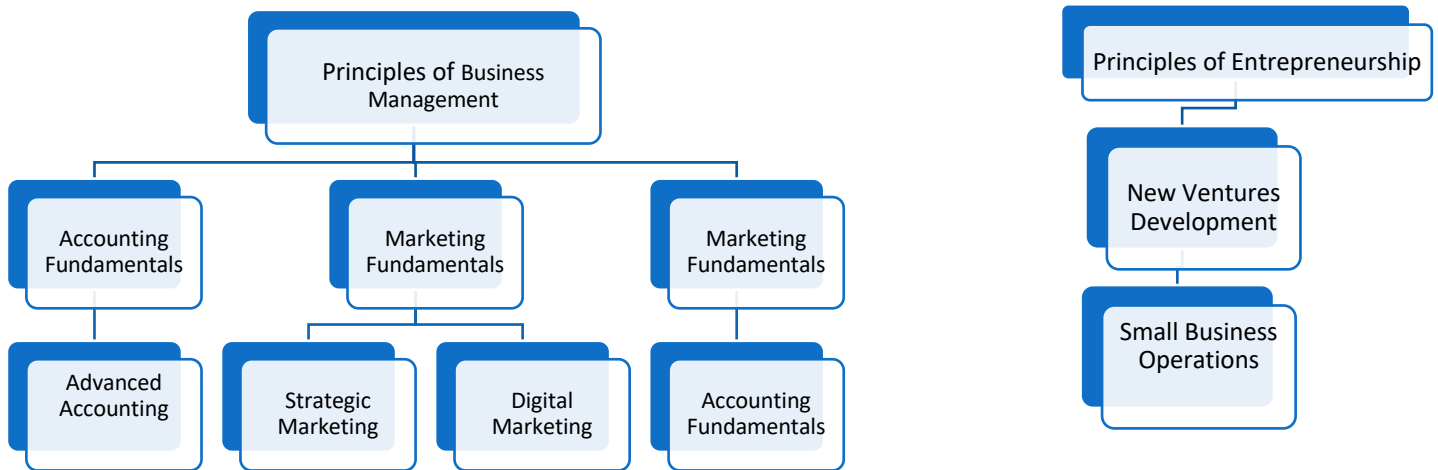 Principles of Business
Management
Principles of Entrepreneurship
Accounting
Fundamentals
Marketing
Fundamentals
Marketing
Fundamentals
New Ventures
Development
Advanced
Accounting
Strategic
Marketing
Digital
Marketing
Accounting
Fundamentals
Small Business
Operations